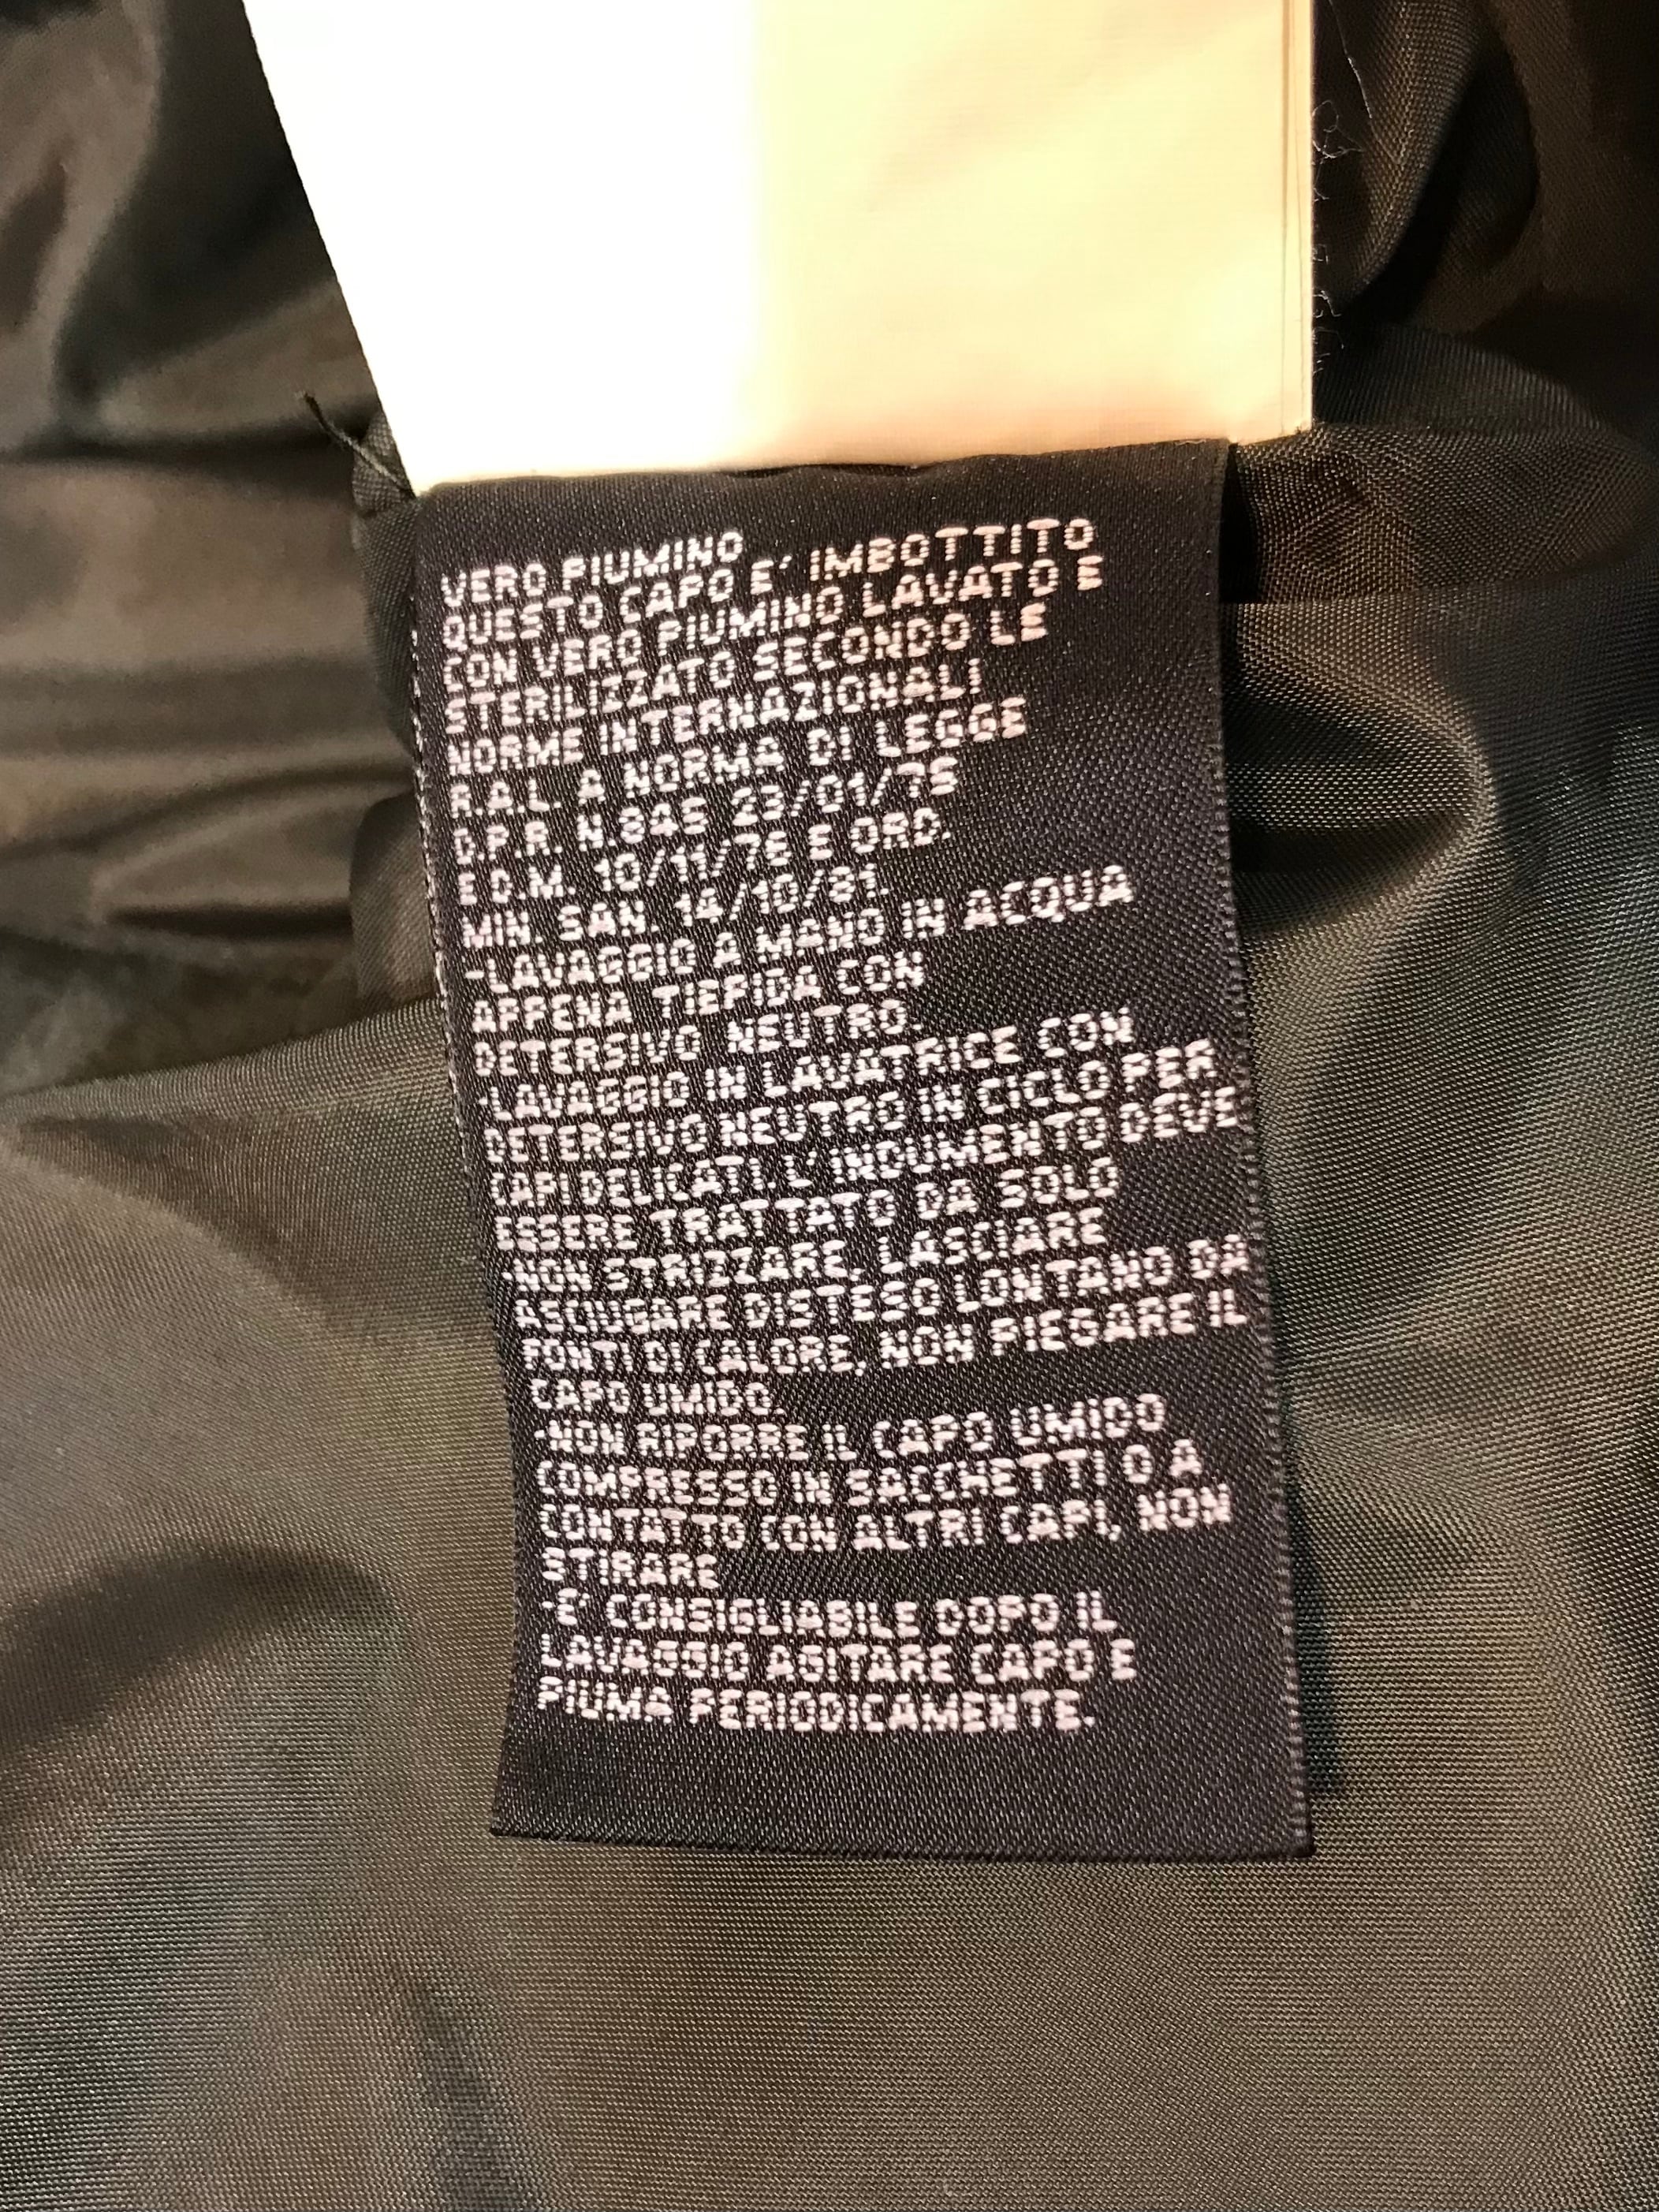 VERO PIUMINO
QUESTO CAPO E' IMBOTTITO
CON VERO PIUMINO LAVATO E
STERILIZZATO SECONDO LE
NORME INTERNAZIONALI
R.A.L. A NORMA DI LEGGE
D.P.R. N.845 23/01/75
E D.M. 10/11/76 E ORD.
MIN. SAN. 14/10/81.
-LAVAGGIO A MANO IN ACQUA
APPENA TIEPIDA CON
DETERSIVO NEUTRO.
-LAVAGGIO IN LAVATRICE CON
DETERSIVO NEUTRO IN CICLO PER
CAPI DELICATI. L'INDUMENTO DEVE
ESSERE TRATTATO DA SOLO
-NON STRIZZARE, LASCIARE
ASCIUGARE DISTESO LONTANO DA
FONTI DI CALORE, NON PIEGARE IL
CAPO UMIDO.
-NON RIPORRE IL CAPO UMIDO
COMPRESSO IN SACCHETTI O A
CONTATTO CON ALTRI CAPI, NON
STIRARE
-E' CONSIGLIABILE DOPO IL
LAVAGGIO AGITARE CAPO E
PIUMA PERIODICAMENTE.